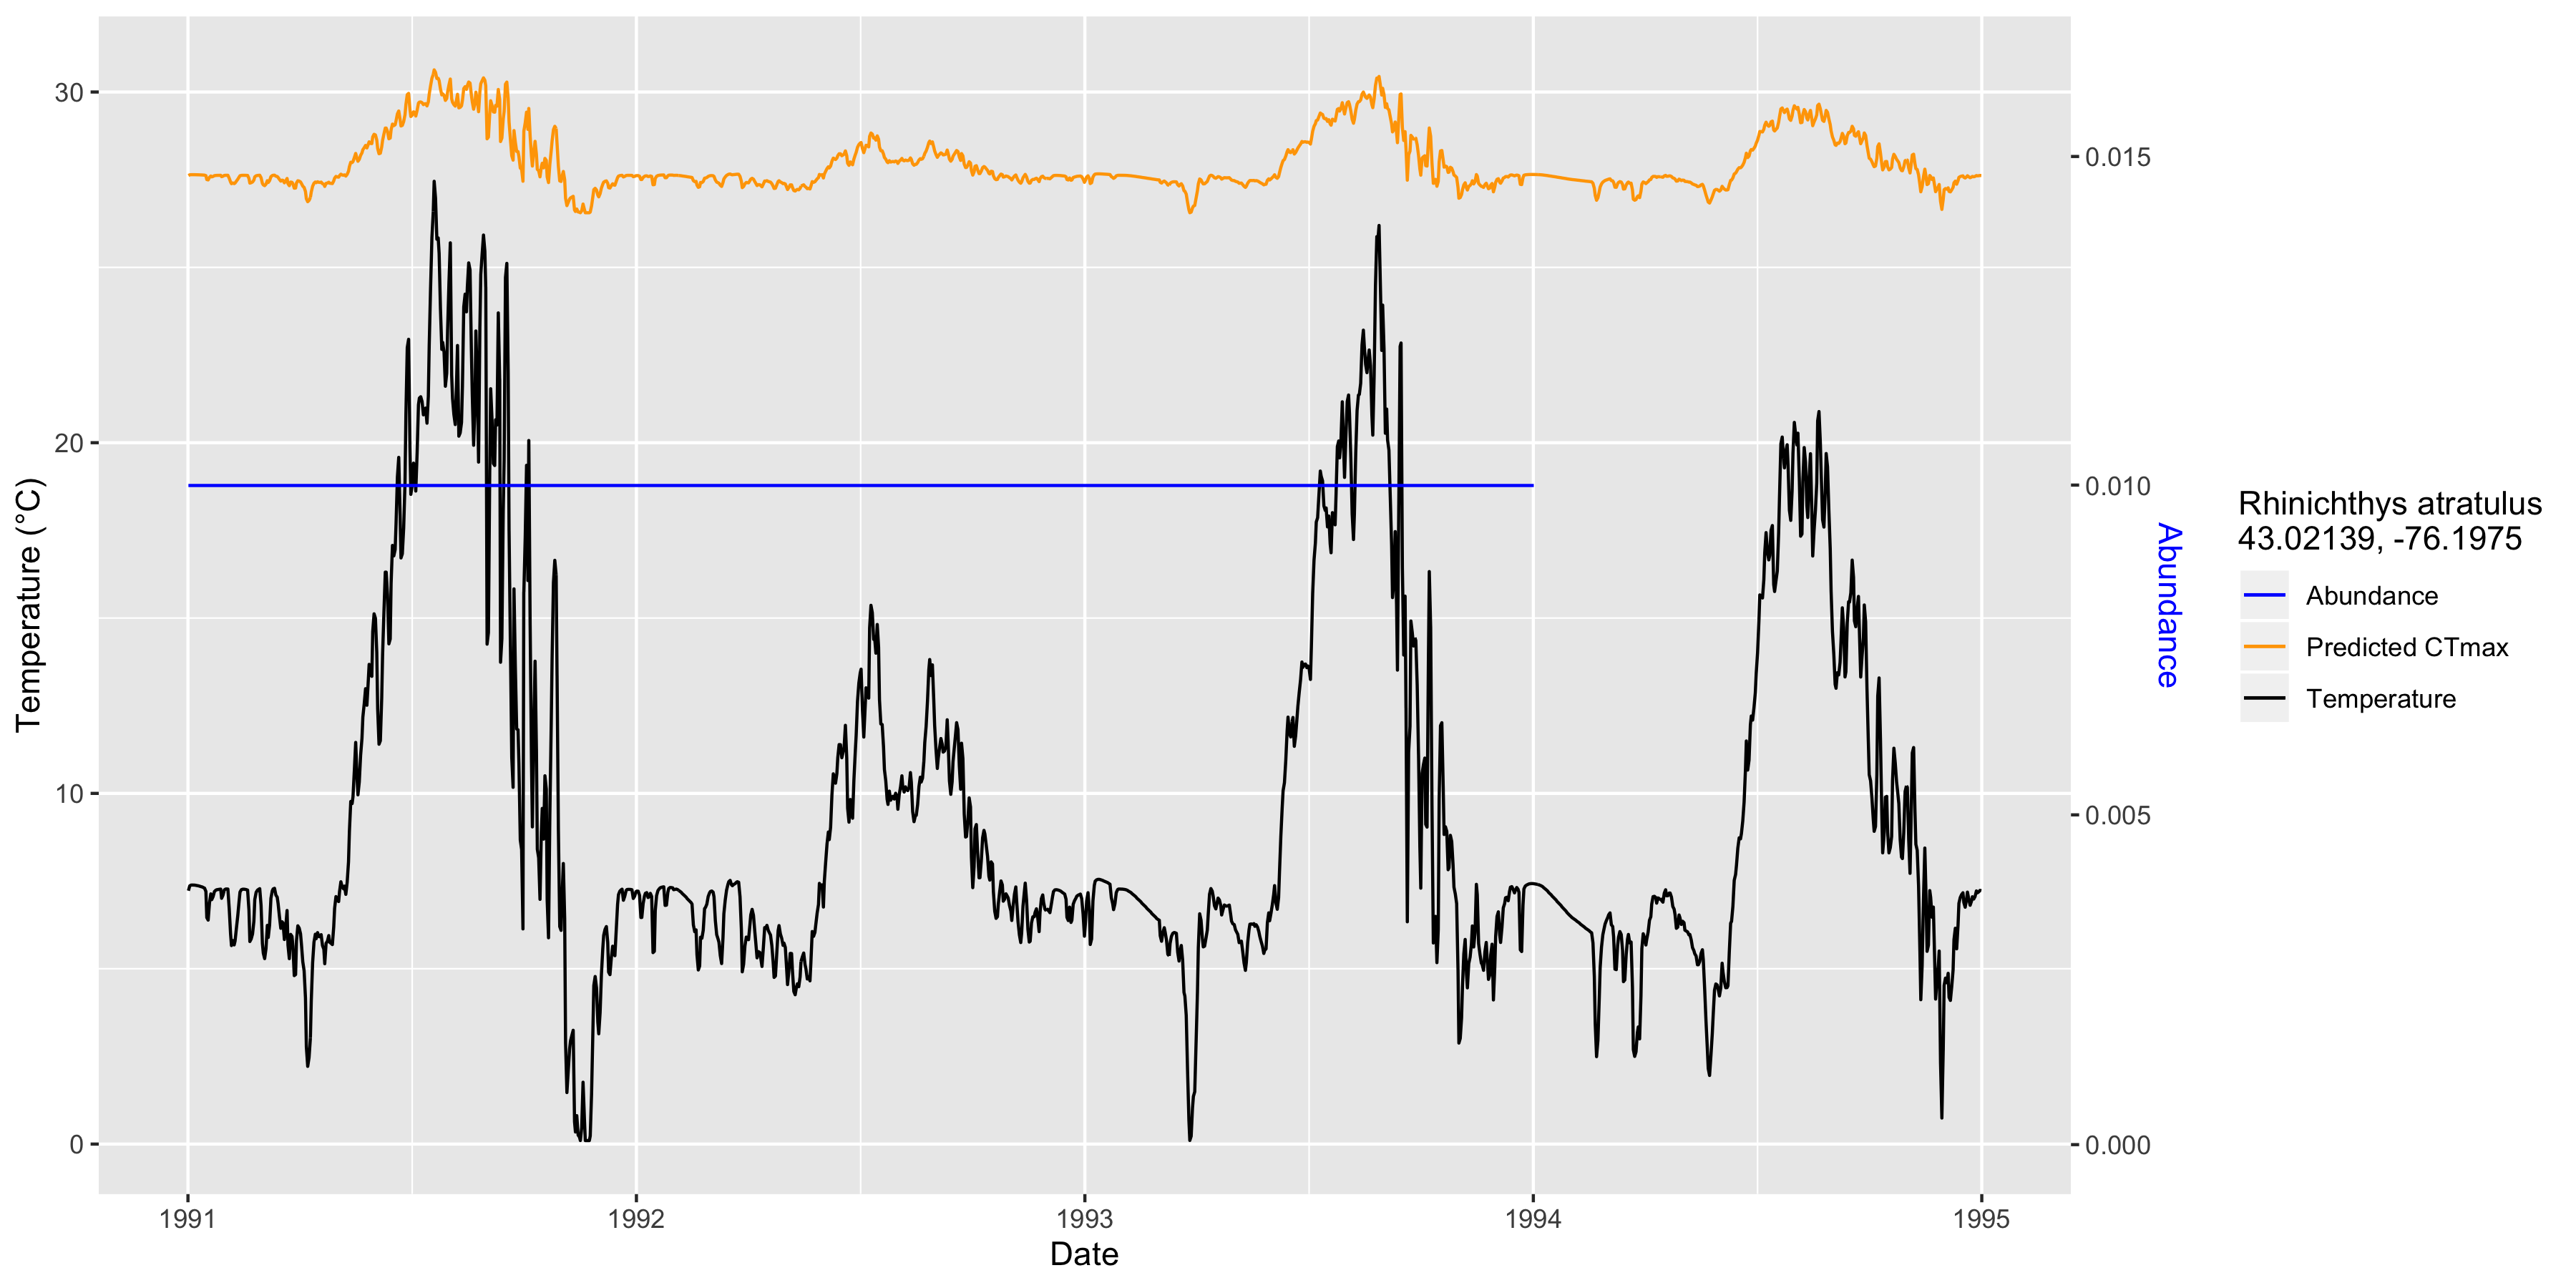 30
20
10
0
Temperature (°C)
1991
1992
1993
1994
1995
Date
0.015
0.010
0.005
0.000
Abundance
Rhinichthys atratulus
43.02139, -76.1975
Abundance
Predicted CTmax
Temperature